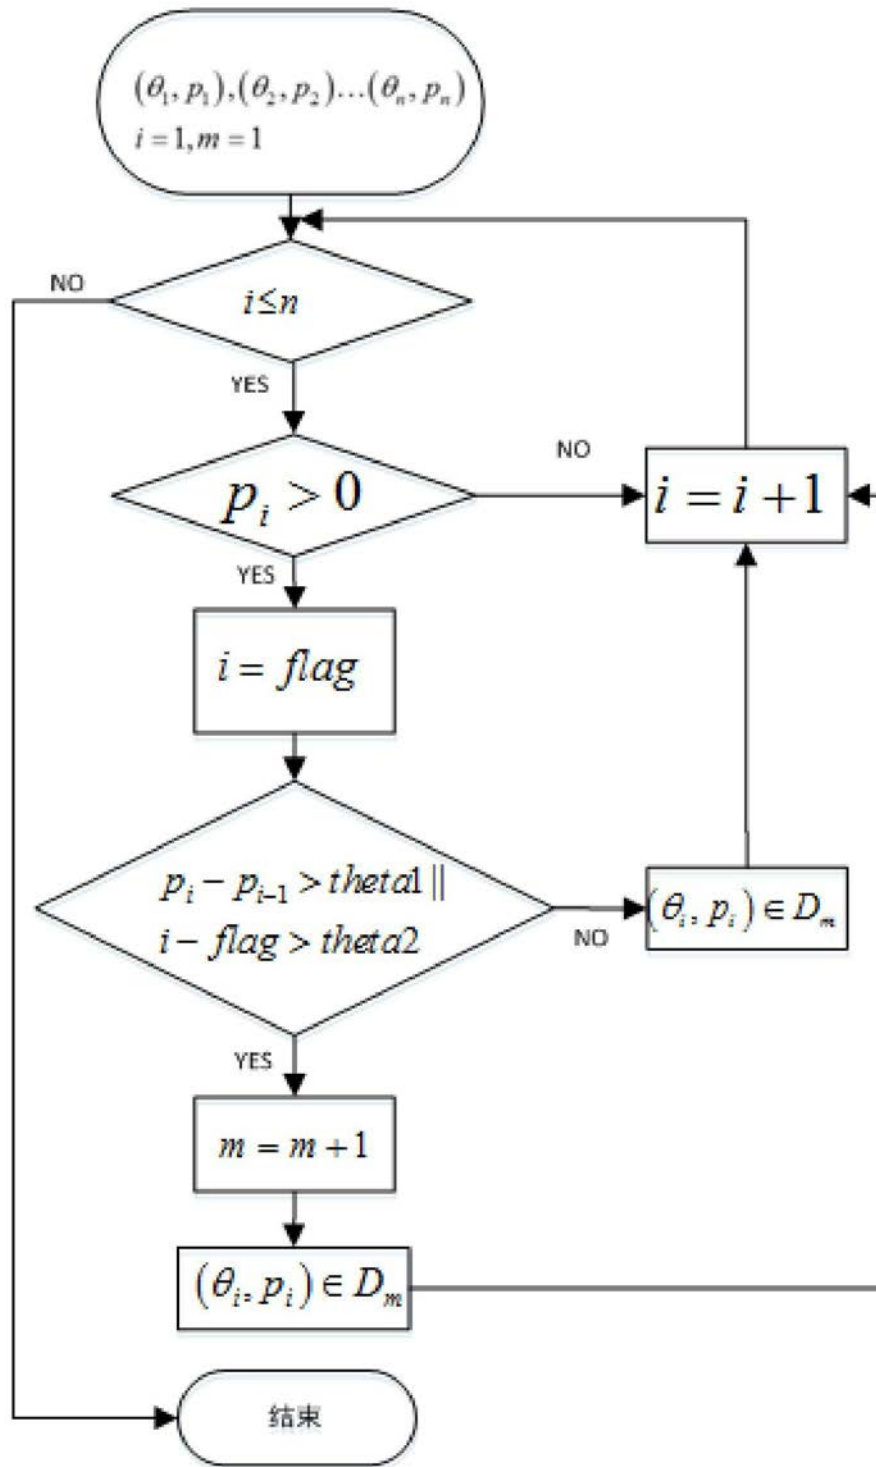 (θ₁, p₁),(θ₂, p₂)…(θₙ, pₙ)
i = 1, m = 1
NO
i≤n
YES
pᵢ > 0
NO
i = i + 1
YES
i = flag
pᵢ − pᵢ₋₁ > theta1 ||
i − flag > theta2
NO
(θᵢ, pᵢ) ∈ Dₘ
YES
m = m + 1
(θᵢ, pᵢ) ∈ Dₘ
结束